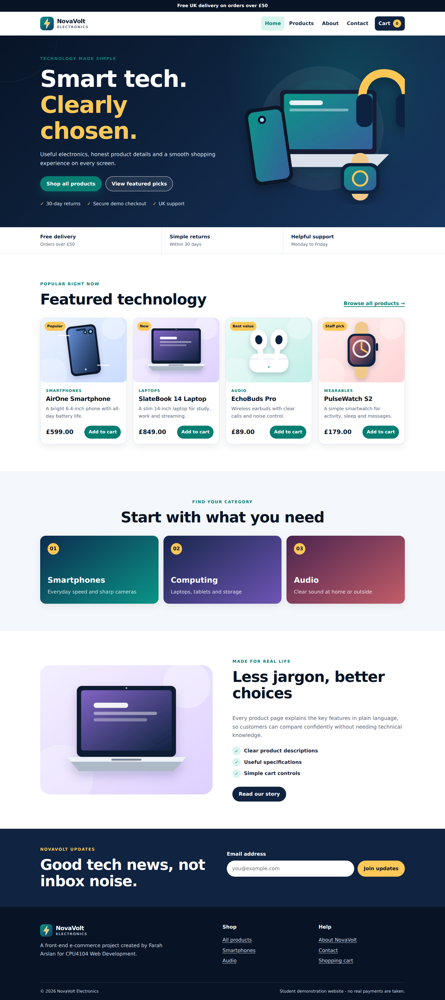 Free UK delivery on orders over £50
NovaVolt
ELECTRONICS
Home
Products
About
Contact
Cart 0
TECHNOLOGY MADE SIMPLE
Smart tech.
Clearly
chosen.
Useful electronics, honest product details and a smooth shopping
experience on every screen.
Shop all products
View featured picks
✓ 30-day returns
✓ Secure demo checkout
✓ UK support
Free delivery
Orders over £50
Simple returns
Within 30 days
Helpful support
Monday to Friday
POPULAR RIGHT NOW
Featured technology
Browse all products →
Popular
SMARTPHONES
AirOne Smartphone
A bright 6.4-inch phone with all-
day battery life.
£599.00
Add to cart
New
LAPTOPS
SlateBook 14 Laptop
A slim 14-inch laptop for study,
work and streaming.
£849.00
Add to cart
Best value
AUDIO
EchoBuds Pro
Wireless earbuds with clear
calls and noise control.
£89.00
Add to cart
Staff pick
WEARABLES
PulseWatch S2
A simple smartwatch for
activity, sleep and messages.
£179.00
Add to cart
FIND YOUR CATEGORY
Start with what you need
01
Smartphones
Everyday speed and sharp cameras
02
Computing
Laptops, tablets and storage
03
Audio
Clear sound at home or outside
MADE FOR REAL LIFE
Less jargon, better
choices
Every product page explains the key features in plain language,
so customers can compare confidently without needing technical
knowledge.
✓ Clear product descriptions
✓ Useful specifications
✓ Simple cart controls
Read our story
NOVAVOLT UPDATES
Good tech news, not
inbox noise.
Email address
you@example.com
Join updates
NovaVolt
ELECTRONICS
A front-end e-commerce project created by Farah
Arslan for CPU4104 Web Development.
Shop
All products
Smartphones
Audio
Help
About NovaVolt
Contact
Shopping cart
© 2026 NovaVolt Electronics
Student demonstration website - no real payments are taken.